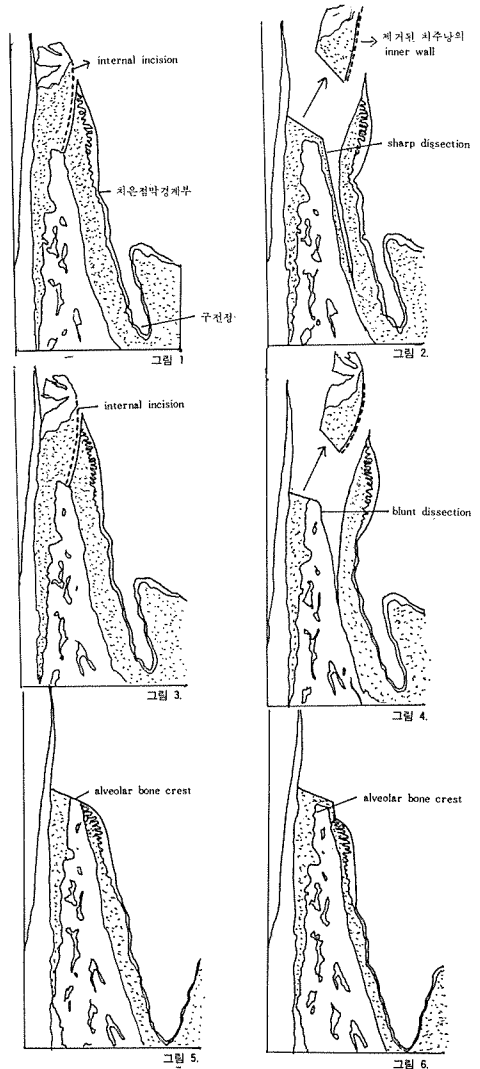 internal incision
치은점막경계부
구전정
그림 1
제거된 치주낭의
inner wall
sharp dissection
그림 2.
internal incision
그림 3.
blunt dissection
그림 4.
alveolar bone crest
그림 5.
alveolar bone crest
그림 6.